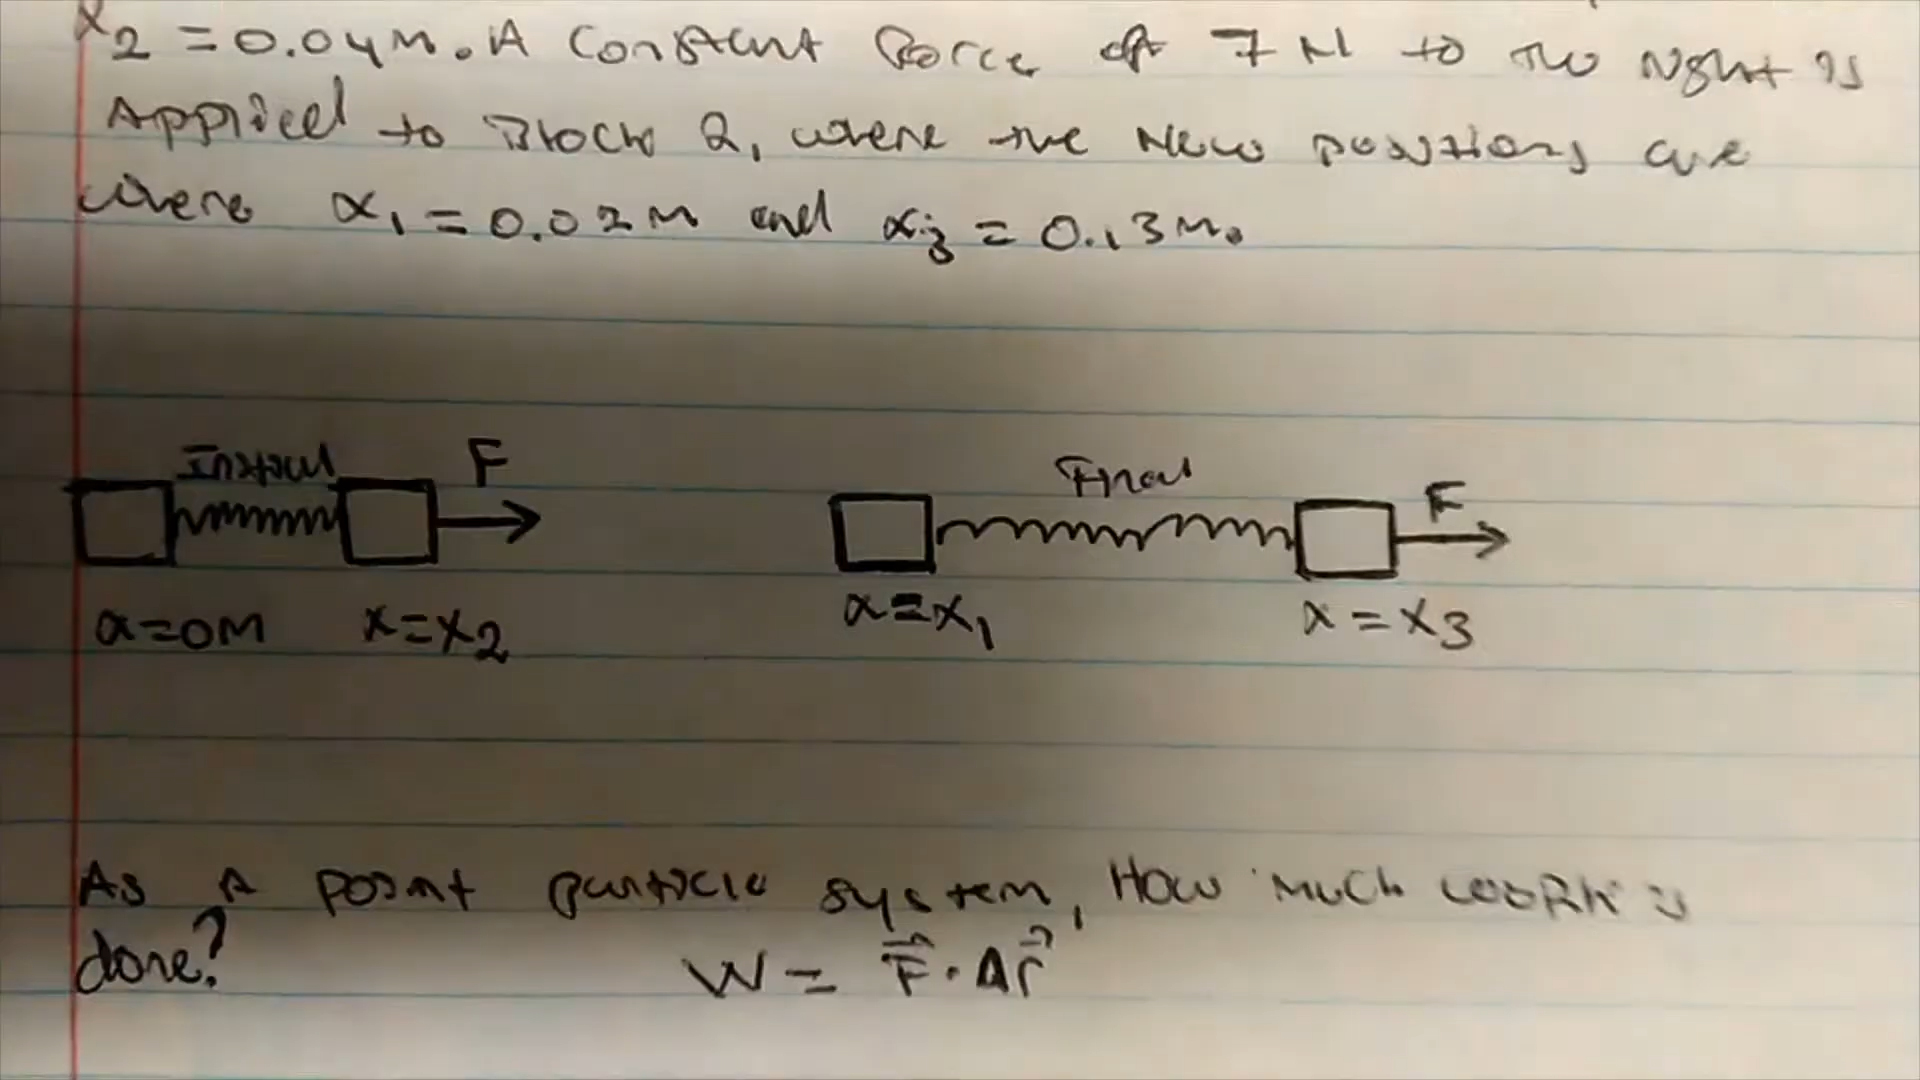 x2 = 0.04m. A constant force of 7 N to the right is
Applied to Block 2, where the new positions are
where x1 = 0.02m and x3 = 0.13m.
Initial F
Final F
x=0m x=x2
x=x1 x=x3
As A point particle system, How much work is
done?
W = F⃗ · Δr⃗